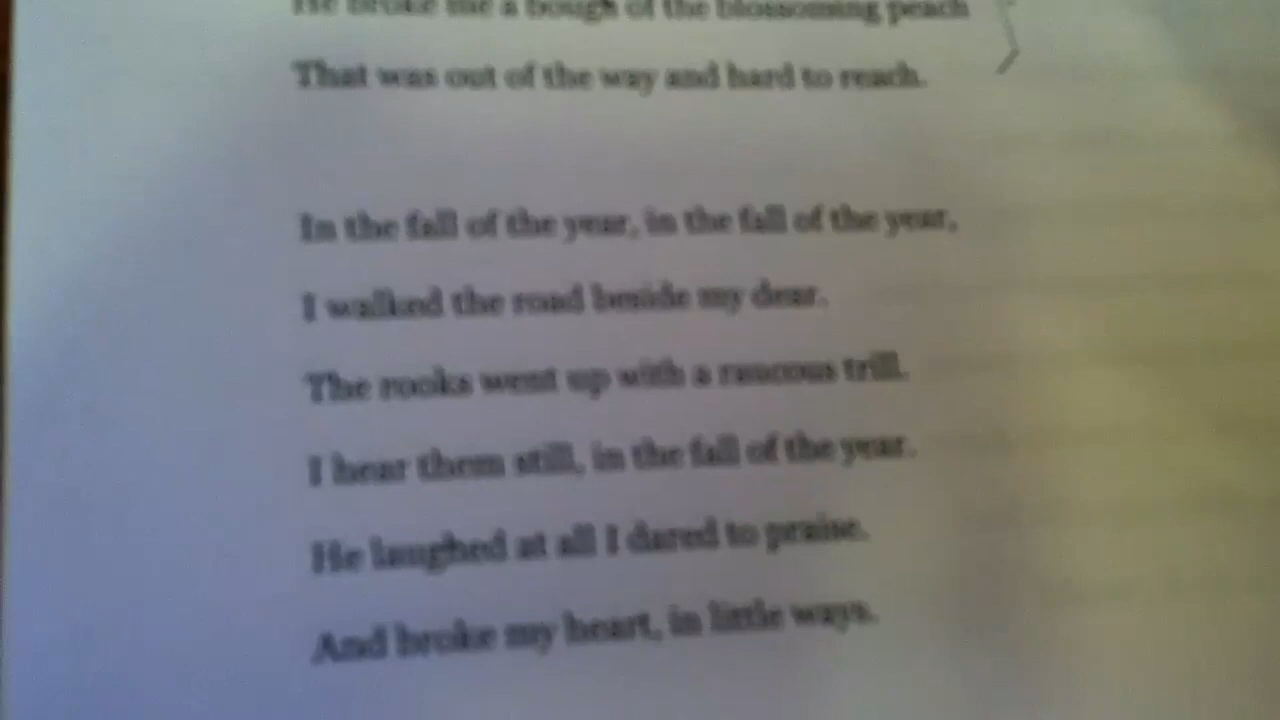 He broke me a bough of the blossoming peach
That was out of the way and hard to reach.
In the fall of the year, in the fall of the year,
I walked the road beside my dear.
The rooks went up with a raucous trill.
I hear them still, in the fall of the year.
He laughed at all I dared to praise,
And broke my heart, in little ways.